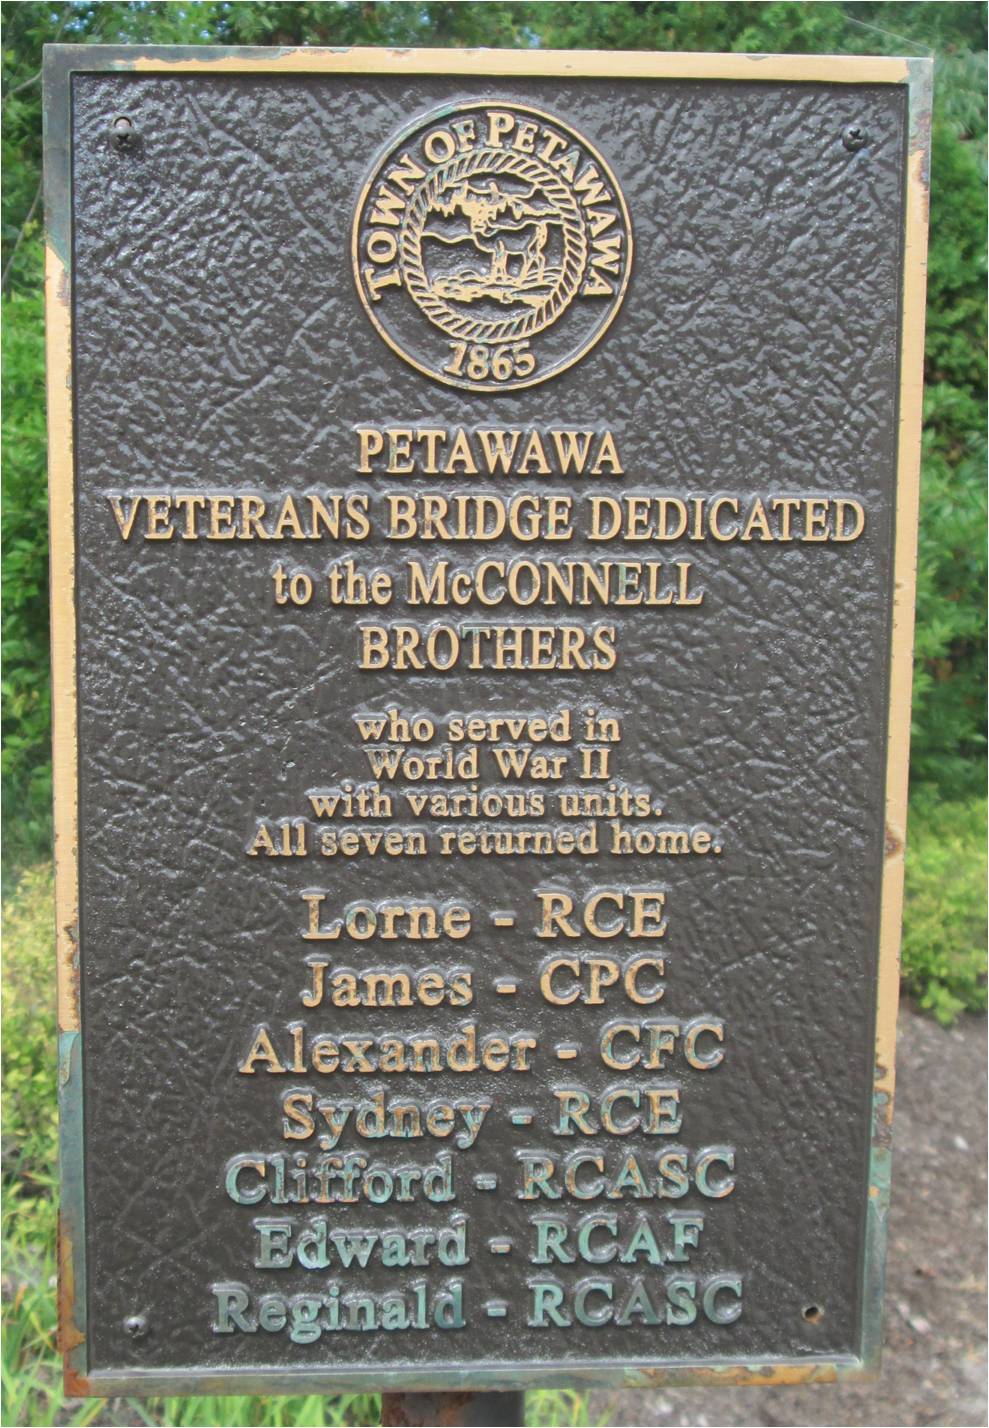 TOWN OF PETAWAWA
1865
PETAWAWA
VETERANS BRIDGE DEDICATED
to the McCONNELL
BROTHERS
who served in
World War II
with various units.
All seven returned home.
Lorne - RCE
James - CPC
Alexander - CFC
Sydney - RCE
Clifford - RCASC
Edward - RCAF
Reginald - RCASC